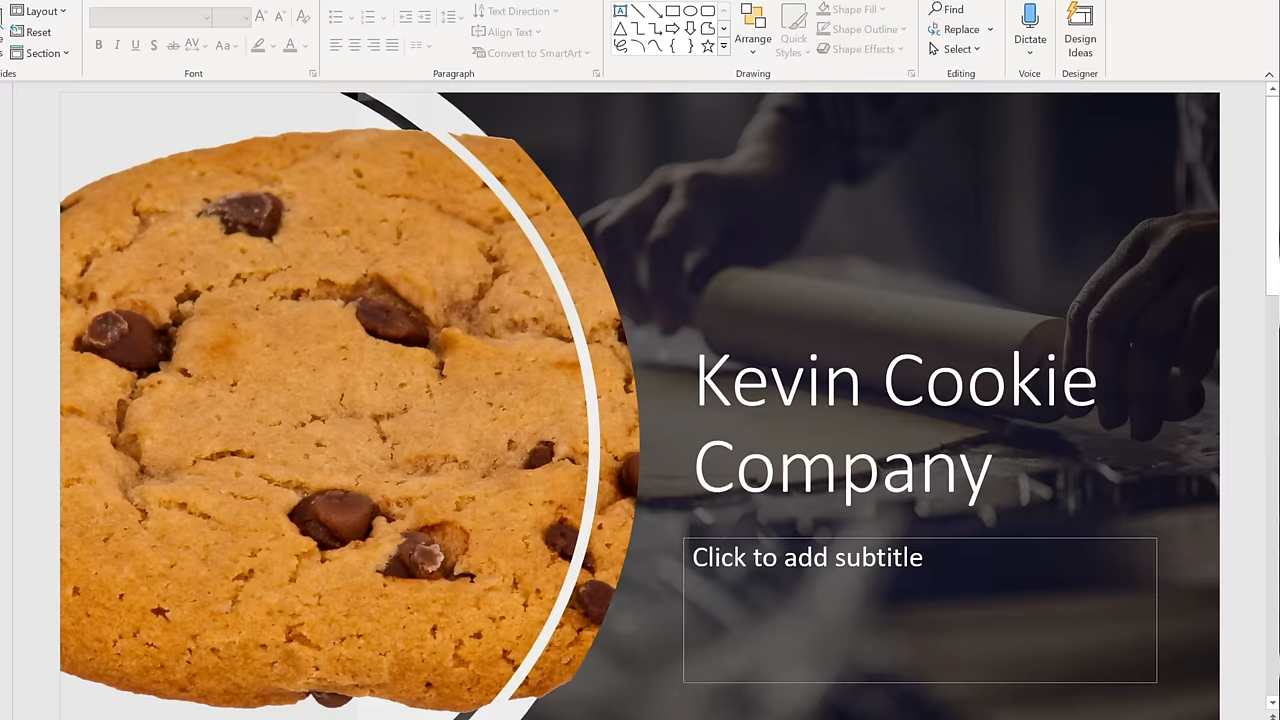 Layout
Reset
Section
ides
Aa
Font
Text Direction
Align Text
Convert to SmartArt
Paragraph
Arrange
Quick
Styles
Shape Fill
Shape Outline
Shape Effects
Drawing
Find
Replace
Select
Editing
Dictate
Voice
Design
Ideas
Designer
Kevin Cookie
Company
Click to add subtitle